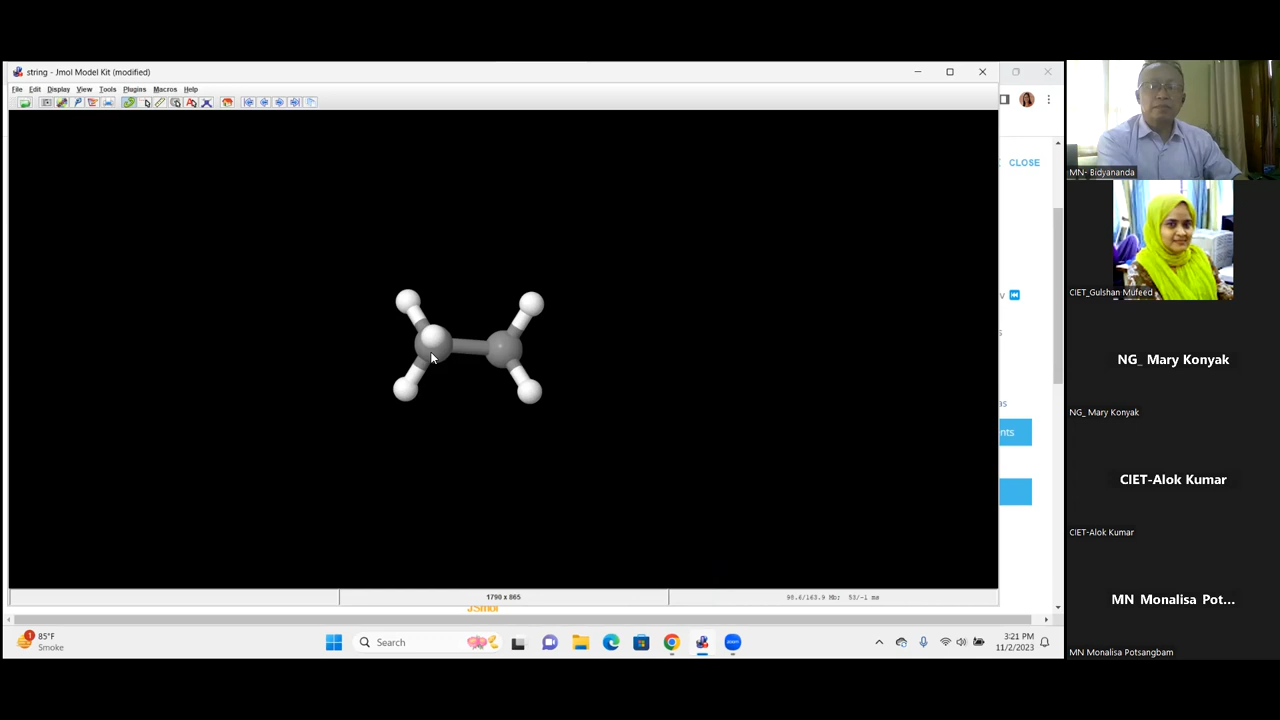 string - Jmol Model Kit (modified)
File Edit Display View Tools Plugins Macros Help
CLOSE
1790 x 865
JSmol
85°F
Smoke
Search
3:21 PM
11/2/2023
MN- Bidyananda
CIET_Gulshan Mufeed
NG_ Mary Konyak
NG_ Mary Konyak
CIET-Alok Kumar
CIET-Alok Kumar
MN Monalisa Pot...
MN Monalisa Potsangbam